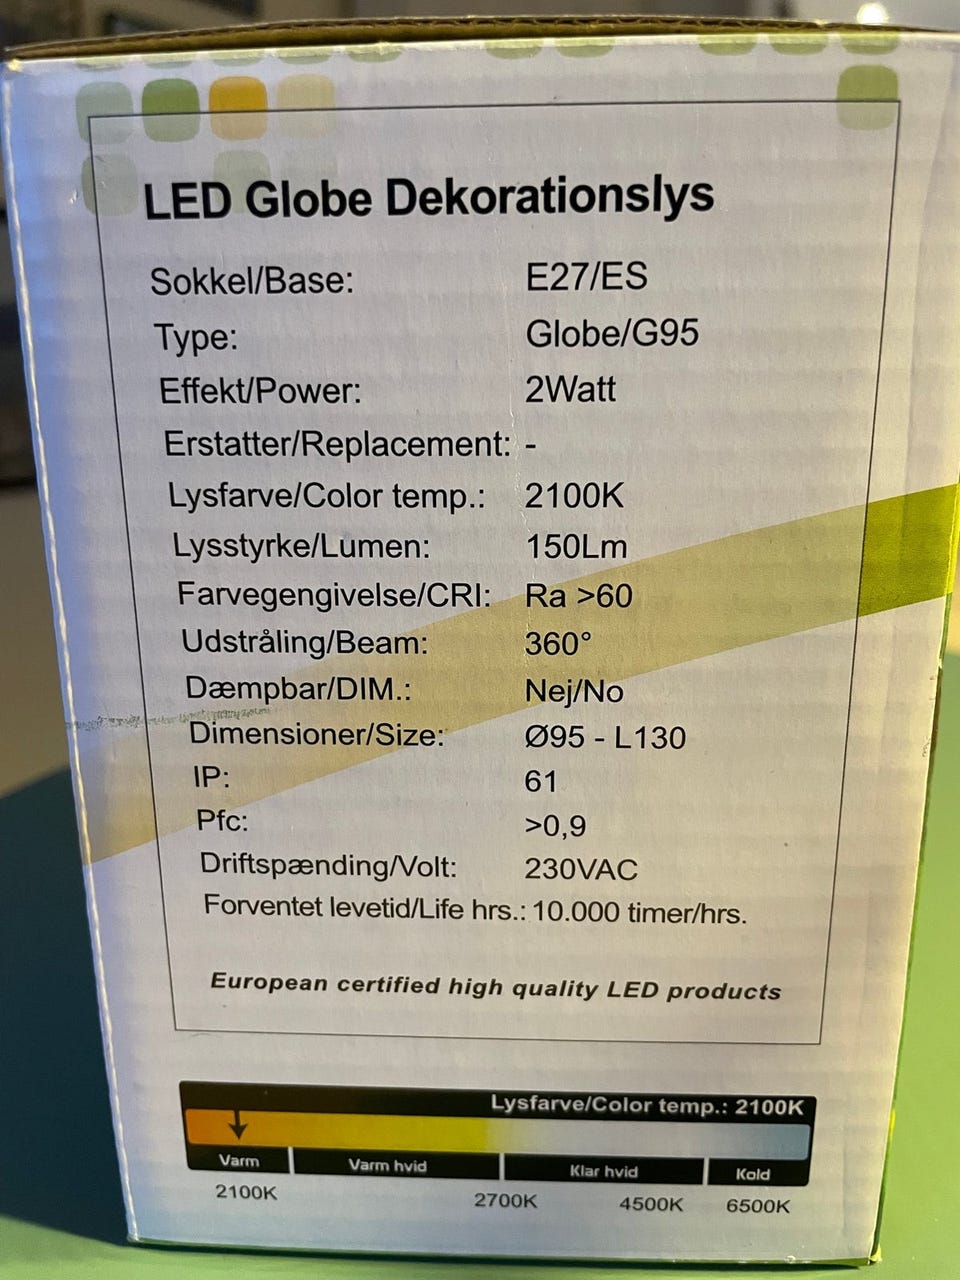 LED Globe Dekorationslys
Sokkel/Base: E27/ES
Type: Globe/G95
Effekt/Power: 2Watt
Erstatter/Replacement: -
Lysfarve/Color temp.: 2100K
Lysstyrke/Lumen: 150Lm
Farvegengivelse/CRI: Ra >60
Udstråling/Beam: 360°
Dæmpbar/DIM.: Nej/No
Dimensioner/Size: Ø95 - L130
IP: 61
Pfc: >0,9
Driftspænding/Volt: 230VAC
Forventet levetid/Life hrs.: 10.000 timer/hrs.
European certified high quality LED products
Lysfarve/Color temp.: 2100K
Varm Varm hvid Klar hvid Kold
2100K 2700K 4500K 6500K